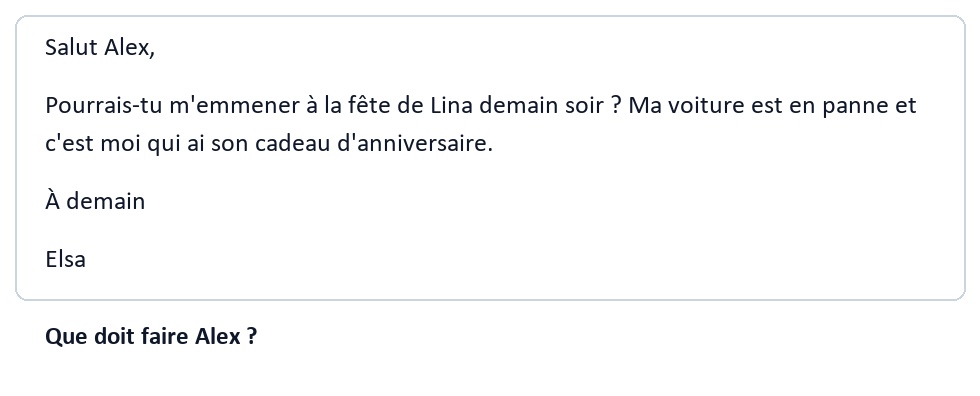 Salut Alex,
Pourrais-tu m'emmener à la fête de Lina demain soir ? Ma voiture est en panne et
c'est moi qui ai son cadeau d'anniversaire.
À demain
Elsa
Que doit faire Alex ?